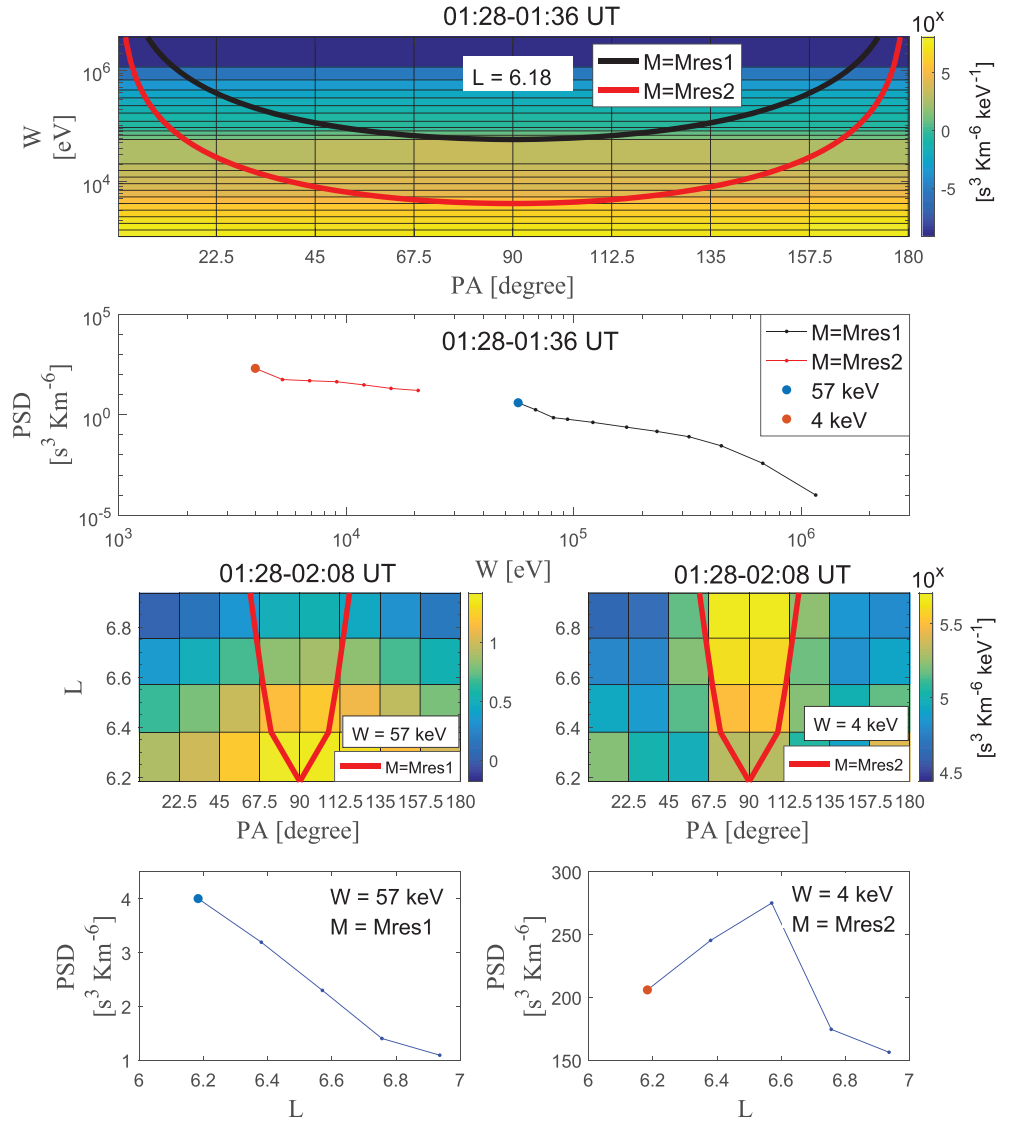 01:28-01:36 UT
10^x
W
[eV]
10^6
10^4
L = 6.18
M=Mres1
M=Mres2
5
0
-5
[s^3 Km^-6 keV^-1]
22.5 45 67.5 90 112.5 135 157.5 180
PA [degree]
01:28-01:36 UT
PSD
[s^3 Km^-6]
10^5
10^0
10^-5
M=Mres1
M=Mres2
57 keV
4 keV
10^3 10^4 10^5 10^6
W [eV]
01:28-02:08 UT
L
6.8
6.6
6.4
6.2
W = 57 keV
M=Mres1
1
0.5
0
22.5 45 67.5 90 112.5 135 157.5 180
PA [degree]
01:28-02:08 UT
10^x
6.8
6.6
6.4
6.2
W = 4 keV
M=Mres2
5.5
5
4.5
[s^3 Km^-6 keV^-1]
22.5 45 67.5 90 112.5 135 157.5 180
PA [degree]
PSD
[s^3 Km^-6]
4
3
2
1
W = 57 keV
M = Mres1
6 6.2 6.4 6.6 6.8 7
L
PSD
[s^3 Km^-6]
300
250
200
150
W = 4 keV
M = Mres2
6 6.2 6.4 6.6 6.8 7
L